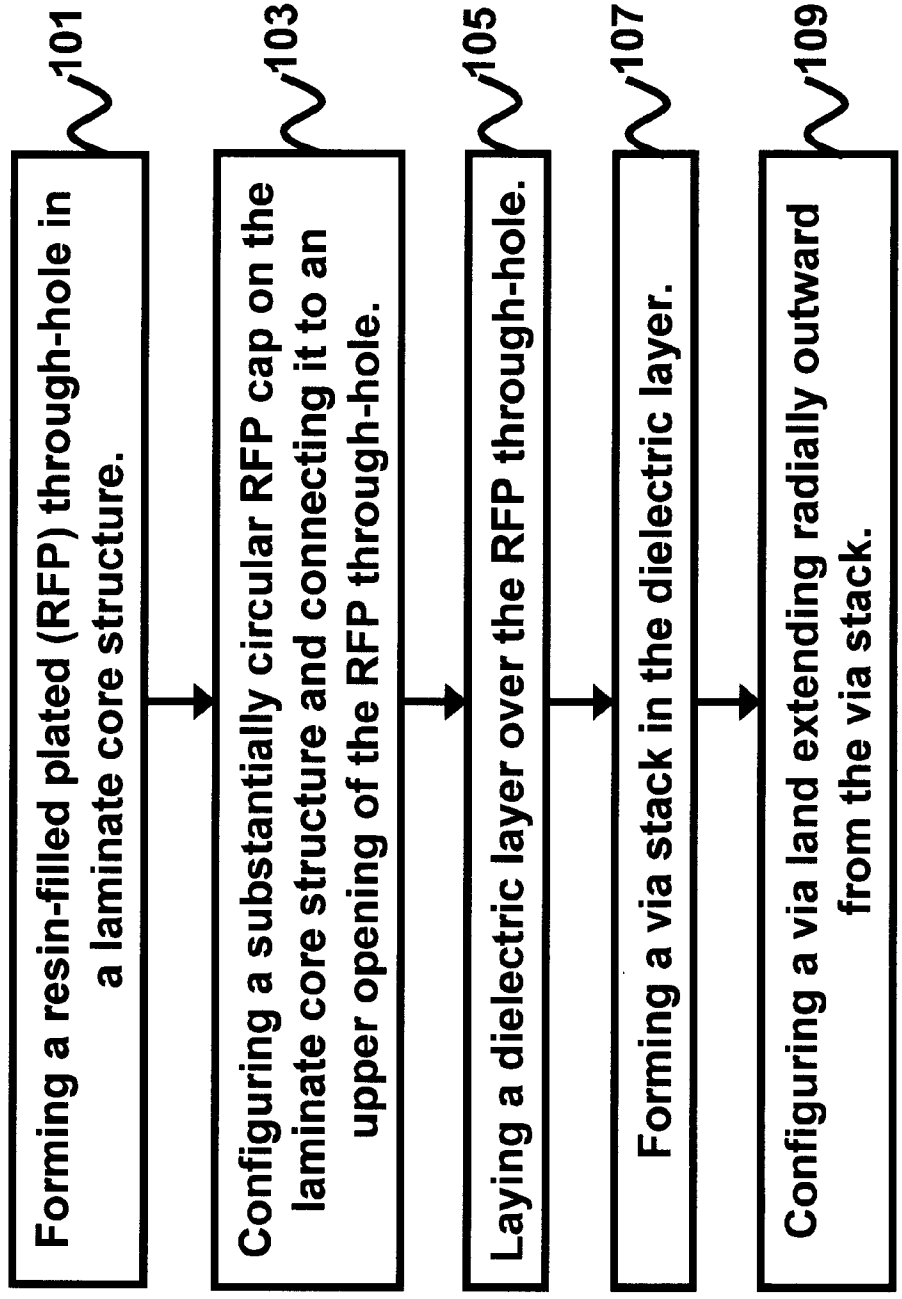 Forming a resin-filled plated (RFP) through-hole in
a laminate core structure.
101
Configuring a substantially circular RFP cap on the
laminate core structure and connecting it to an
upper opening of the RFP through-hole.
103
Laying a dielectric layer over the RFP through-hole.
105
Forming a via stack in the dielectric layer.
107
Configuring a via land extending radially outward
from the via stack.
109